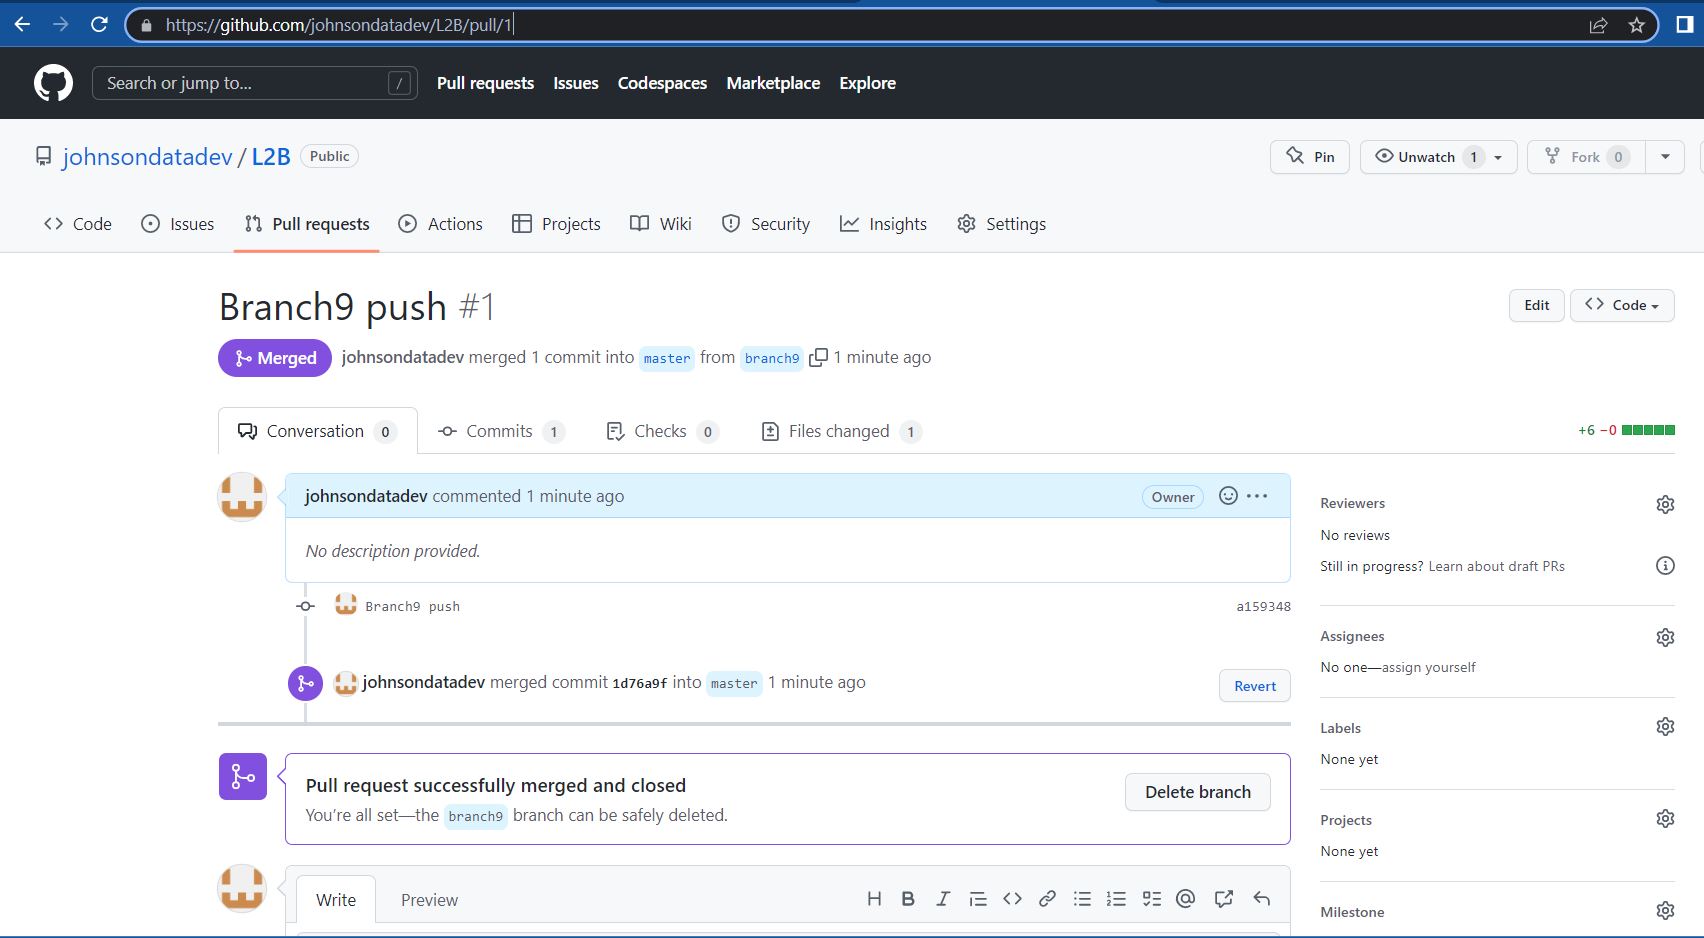 https://github.com/johnsondatadev/L2B/pull/1
Search or jump to... / Pull requests Issues Codespaces Marketplace Explore
johnsondatadev / L2B Public Pin Unwatch 1 Fork 0
Code Issues Pull requests Actions Projects Wiki Security Insights Settings
Branch9 push #1 Edit Code
Merged johnsondatadev merged 1 commit into master from branch9 1 minute ago
Conversation 0 Commits 1 Checks 0 Files changed 1 +6 −0
johnsondatadev commented 1 minute ago Owner
No description provided.
Branch9 push a159348
johnsondatadev merged commit 1d76a9f into master 1 minute ago Revert
Pull request successfully merged and closed
You’re all set—the branch9 branch can be safely deleted.
Delete branch
Write Preview
Reviewers
No reviews
Still in progress? Learn about draft PRs
Assignees
No one—assign yourself
Labels
None yet
Projects
None yet
Milestone